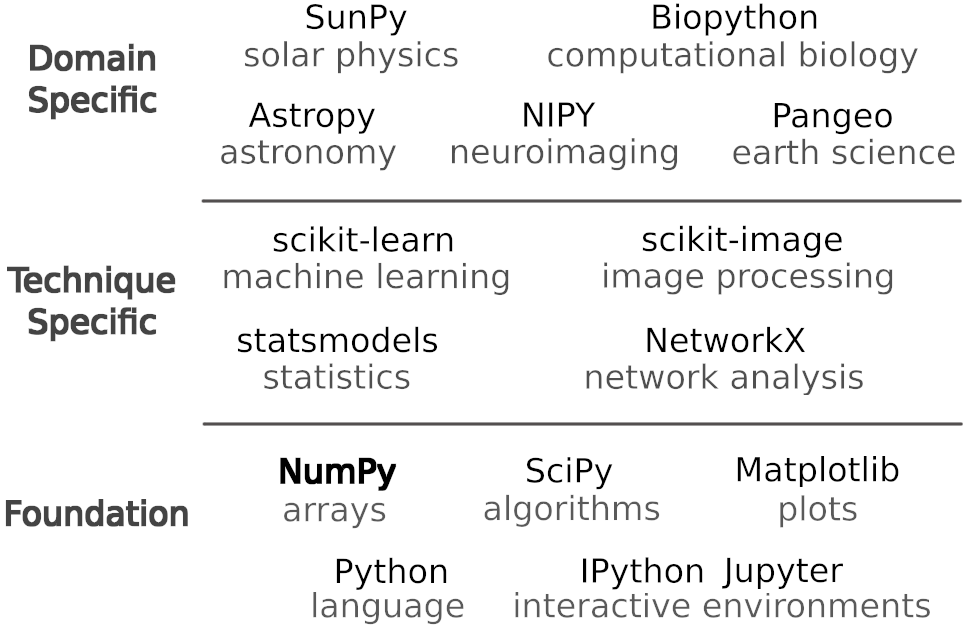 Domain
Specific
SunPy Biopython
solar physics computational biology
Astropy NIPY Pangeo
astronomy neuroimaging earth science
Technique
Specific
scikit-learn scikit-image
machine learning image processing
statsmodels NetworkX
statistics network analysis
Foundation
NumPy SciPy Matplotlib
arrays algorithms plots
Python IPython Jupyter
language interactive environments